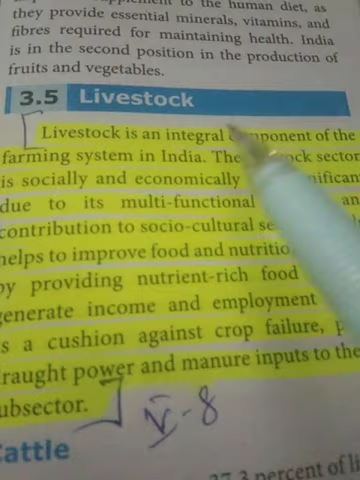 to the human diet, as
they provide essential minerals, vitamins, and
fibres required for maintaining health. India
is in the second position in the production of
fruits and vegetables.
3.5 Livestock
Livestock is an integral component of the
farming system in India. The sector
is socially and economically
due to its multi-functional an
contribution to socio-cultural
helps to improve food and
by providing nutrient-rich food
generate income and employment
as a cushion against crop failure,
draught power and manure inputs to the
subsector.
V-8
Cattle
percent of